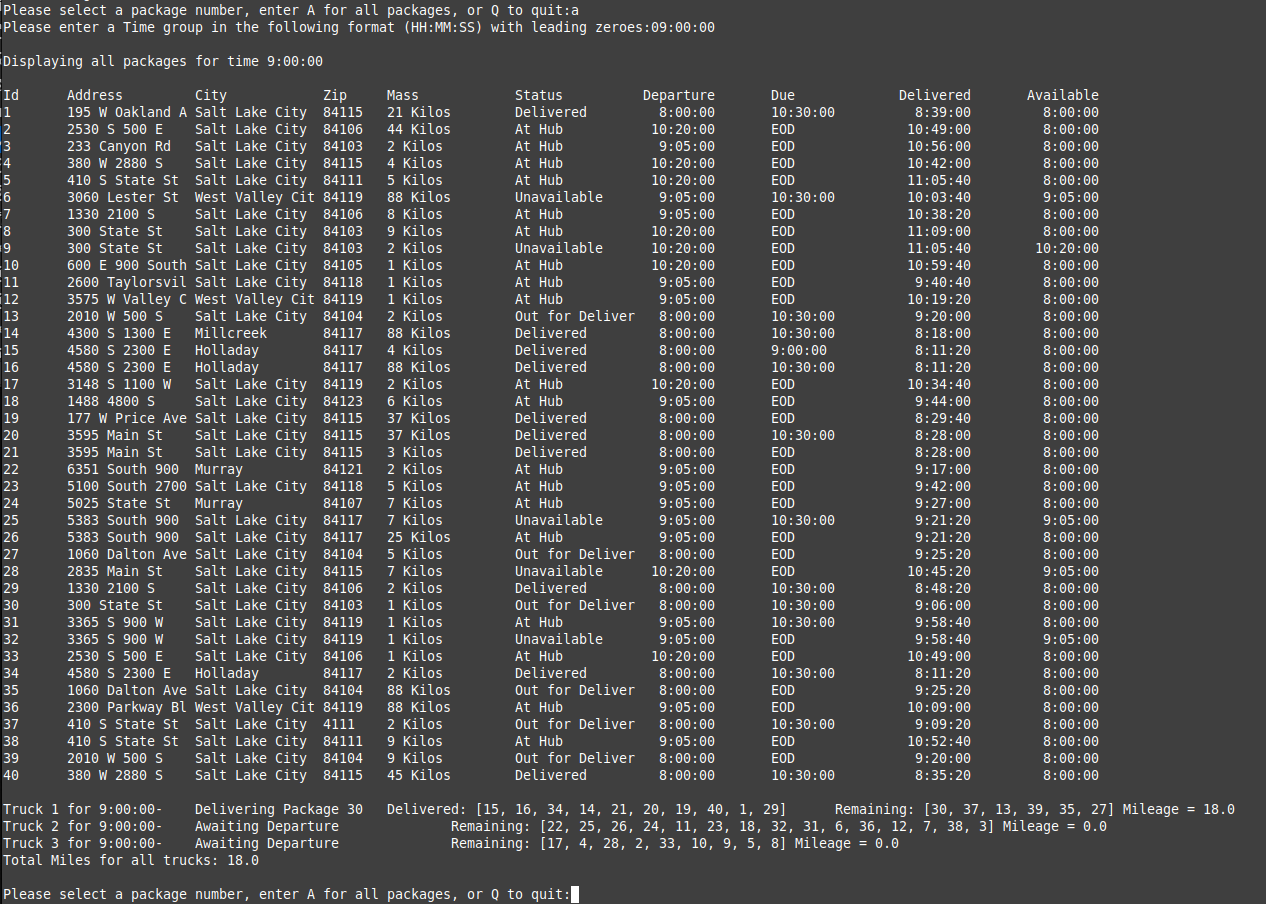 Please select a package number, enter A for all packages, or Q to quit:a
Please enter a Time group in the following format (HH:MM:SS) with leading zeroes:09:00:00
Displaying all packages for time 9:00:00
Id Address City Zip Mass Status Departure Due Delivered Available
1 195 W Oakland A Salt Lake City 84115 21 Kilos Delivered 8:00:00 10:30:00 8:39:00 8:00:00
2 2530 S 500 E Salt Lake City 84106 44 Kilos At Hub 10:20:00 EOD 10:49:00 8:00:00
3 233 Canyon Rd Salt Lake City 84103 2 Kilos At Hub 9:05:00 EOD 10:56:00 8:00:00
4 380 W 2880 S Salt Lake City 84115 4 Kilos At Hub 10:20:00 EOD 10:42:00 8:00:00
5 410 S State St Salt Lake City 84111 5 Kilos At Hub 10:20:00 EOD 11:05:40 8:00:00
6 3060 Lester St West Valley Cit 84119 88 Kilos Unavailable 9:05:00 10:30:00 10:03:40 9:05:00
7 1330 2100 S Salt Lake City 84106 8 Kilos At Hub 9:05:00 EOD 10:38:20 8:00:00
8 300 State St Salt Lake City 84103 9 Kilos At Hub 10:20:00 EOD 11:09:00 8:00:00
9 300 State St Salt Lake City 84103 2 Kilos Unavailable 10:20:00 EOD 11:05:40 10:20:00
10 600 E 900 South Salt Lake City 84105 1 Kilos At Hub 10:20:00 EOD 10:59:40 8:00:00
11 2600 Taylorsvil Salt Lake City 84118 1 Kilos At Hub 9:05:00 EOD 9:40:40 8:00:00
12 3575 W Valley C West Valley Cit 84119 1 Kilos At Hub 9:05:00 EOD 10:19:20 8:00:00
13 2010 W 500 S Salt Lake City 84104 2 Kilos Out for Deliver 8:00:00 10:30:00 9:20:00 8:00:00
14 4300 S 1300 E Millcreek 84117 88 Kilos Delivered 8:00:00 10:30:00 8:18:00 8:00:00
15 4580 S 2300 E Holladay 84117 4 Kilos Delivered 8:00:00 9:00:00 8:11:20 8:00:00
16 4580 S 2300 E Holladay 84117 88 Kilos Delivered 8:00:00 10:30:00 8:11:20 8:00:00
17 3148 S 1100 W Salt Lake City 84119 2 Kilos At Hub 10:20:00 EOD 10:34:40 8:00:00
18 1488 4800 S Salt Lake City 84123 6 Kilos At Hub 9:05:00 EOD 9:44:00 8:00:00
19 177 W Price Ave Salt Lake City 84115 37 Kilos Delivered 8:00:00 EOD 8:29:40 8:00:00
20 3595 Main St Salt Lake City 84115 37 Kilos Delivered 8:00:00 10:30:00 8:28:00 8:00:00
21 3595 Main St Salt Lake City 84115 3 Kilos Delivered 8:00:00 EOD 8:28:00 8:00:00
22 6351 South 900 Murray 84121 2 Kilos At Hub 9:05:00 EOD 9:17:00 8:00:00
23 5100 South 2700 Salt Lake City 84118 5 Kilos At Hub 9:05:00 EOD 9:42:00 8:00:00
24 5025 State St Murray 84107 7 Kilos At Hub 9:05:00 EOD 9:27:00 8:00:00
25 5383 South 900 Salt Lake City 84117 7 Kilos Unavailable 9:05:00 10:30:00 9:21:20 9:05:00
26 5383 South 900 Salt Lake City 84117 25 Kilos At Hub 9:05:00 EOD 9:21:20 8:00:00
27 1060 Dalton Ave Salt Lake City 84104 5 Kilos Out for Deliver 8:00:00 EOD 9:25:20 8:00:00
28 2835 Main St Salt Lake City 84115 7 Kilos Unavailable 10:20:00 EOD 10:45:20 9:05:00
29 1330 2100 S Salt Lake City 84106 2 Kilos Delivered 8:00:00 10:30:00 8:48:20 8:00:00
30 300 State St Salt Lake City 84103 1 Kilos Out for Deliver 8:00:00 10:30:00 9:06:00 8:00:00
31 3365 S 900 W Salt Lake City 84119 1 Kilos At Hub 9:05:00 10:30:00 9:58:40 8:00:00
32 3365 S 900 W Salt Lake City 84119 1 Kilos Unavailable 9:05:00 EOD 9:58:40 9:05:00
33 2530 S 500 E Salt Lake City 84106 1 Kilos At Hub 10:20:00 EOD 10:49:00 8:00:00
34 4580 S 2300 E Holladay 84117 2 Kilos Delivered 8:00:00 10:30:00 8:11:20 8:00:00
35 1060 Dalton Ave Salt Lake City 84104 88 Kilos Out for Deliver 8:00:00 EOD 9:25:20 8:00:00
36 2300 Parkway Bl West Valley Cit 84119 88 Kilos At Hub 9:05:00 EOD 10:09:00 8:00:00
37 410 S State St Salt Lake City 4111 2 Kilos Out for Deliver 8:00:00 10:30:00 9:09:20 8:00:00
38 410 S State St Salt Lake City 84111 9 Kilos At Hub 9:05:00 EOD 10:52:40 8:00:00
39 2010 W 500 S Salt Lake City 84104 9 Kilos Out for Deliver 8:00:00 EOD 9:20:00 8:00:00
40 380 W 2880 S Salt Lake City 84115 45 Kilos Delivered 8:00:00 10:30:00 8:35:20 8:00:00
Truck 1 for 9:00:00- Delivering Package 30 Delivered: [15, 16, 34, 14, 21, 20, 19, 40, 1, 29] Remaining: [30, 37, 13, 39, 35, 27] Mileage = 18.0
Truck 2 for 9:00:00- Awaiting Departure Remaining: [22, 25, 26, 24, 11, 23, 18, 32, 31, 6, 36, 12, 7, 38, 3] Mileage = 0.0
Truck 3 for 9:00:00- Awaiting Departure Remaining: [17, 4, 28, 2, 33, 10, 9, 5, 8] Mileage = 0.0
Total Miles for all trucks: 18.0
Please select a package number, enter A for all packages, or Q to quit: